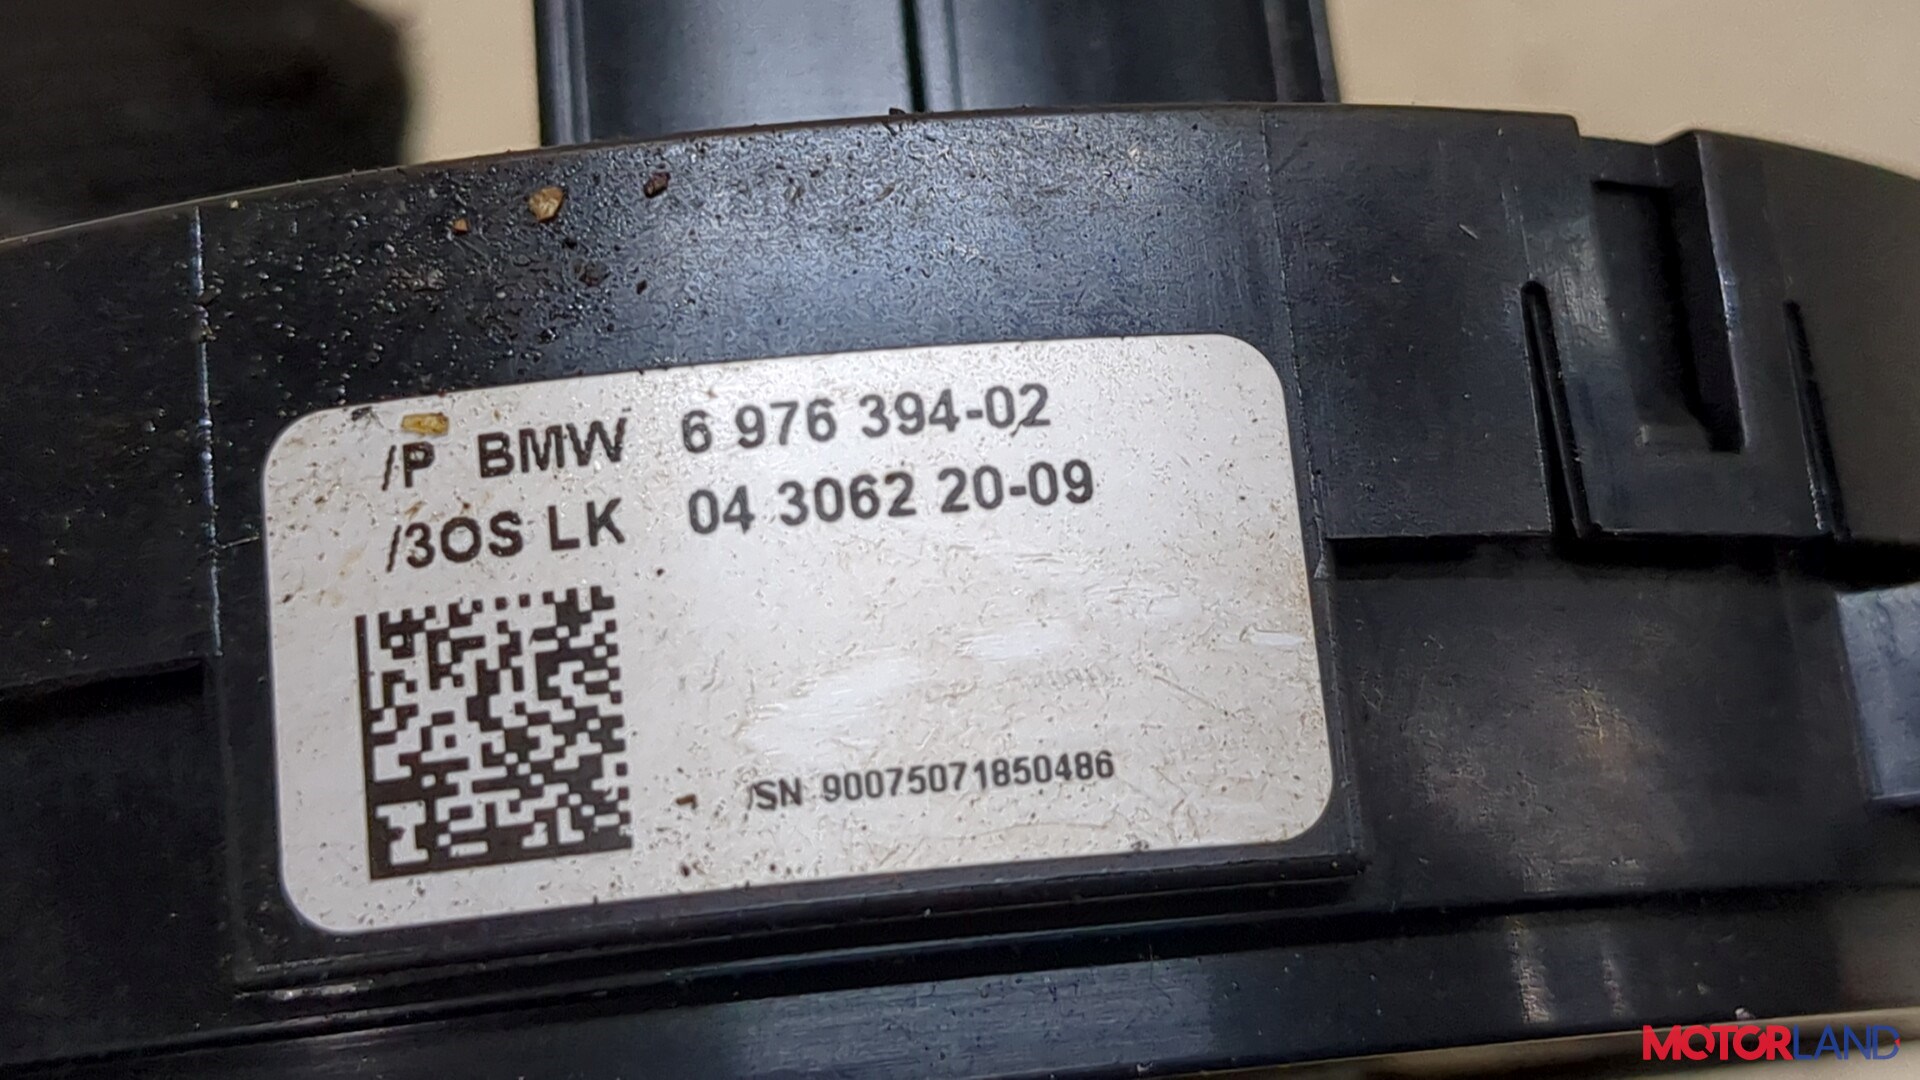 /P BMW 6 976 394-02
/3OS LK 04 3062 20-09
/SN 90075071850486
MOTORLAND